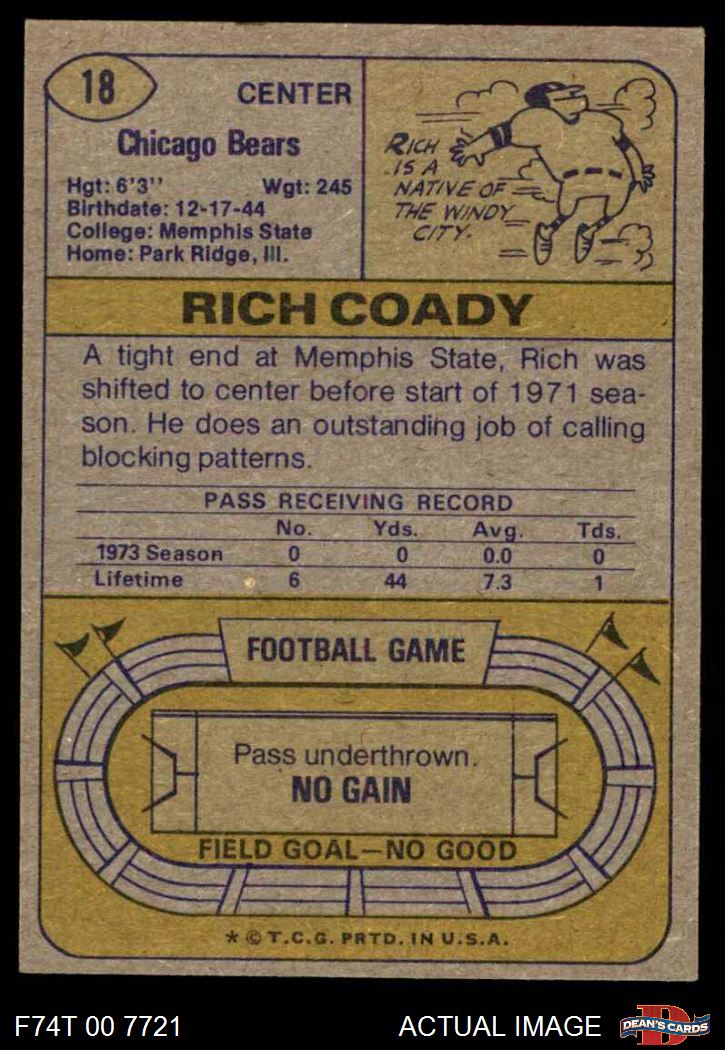 18
CENTER
Chicago Bears
Hgt: 6'3'' Wgt: 245
Birthdate: 12-17-44
College: Memphis State
Home: Park Ridge, Ill.
RICH
IS A
NATIVE OF
THE WINDY
CITY.
RICH COADY
A tight end at Memphis State, Rich was
shifted to center before start of 1971 sea-
son. He does an outstanding job of calling
blocking patterns.
PASS RECEIVING RECORD
No. Yds. Avg. Tds.
1973 Season 0 0 0.0 0
Lifetime 6 44 7.3 1
FOOTBALL GAME
Pass underthrown.
NO GAIN
FIELD GOAL—NO GOOD
* © T.C.G. PRTD. IN U.S.A.
F74T 00 7721
ACTUAL IMAGE
DEAN'S CARDS